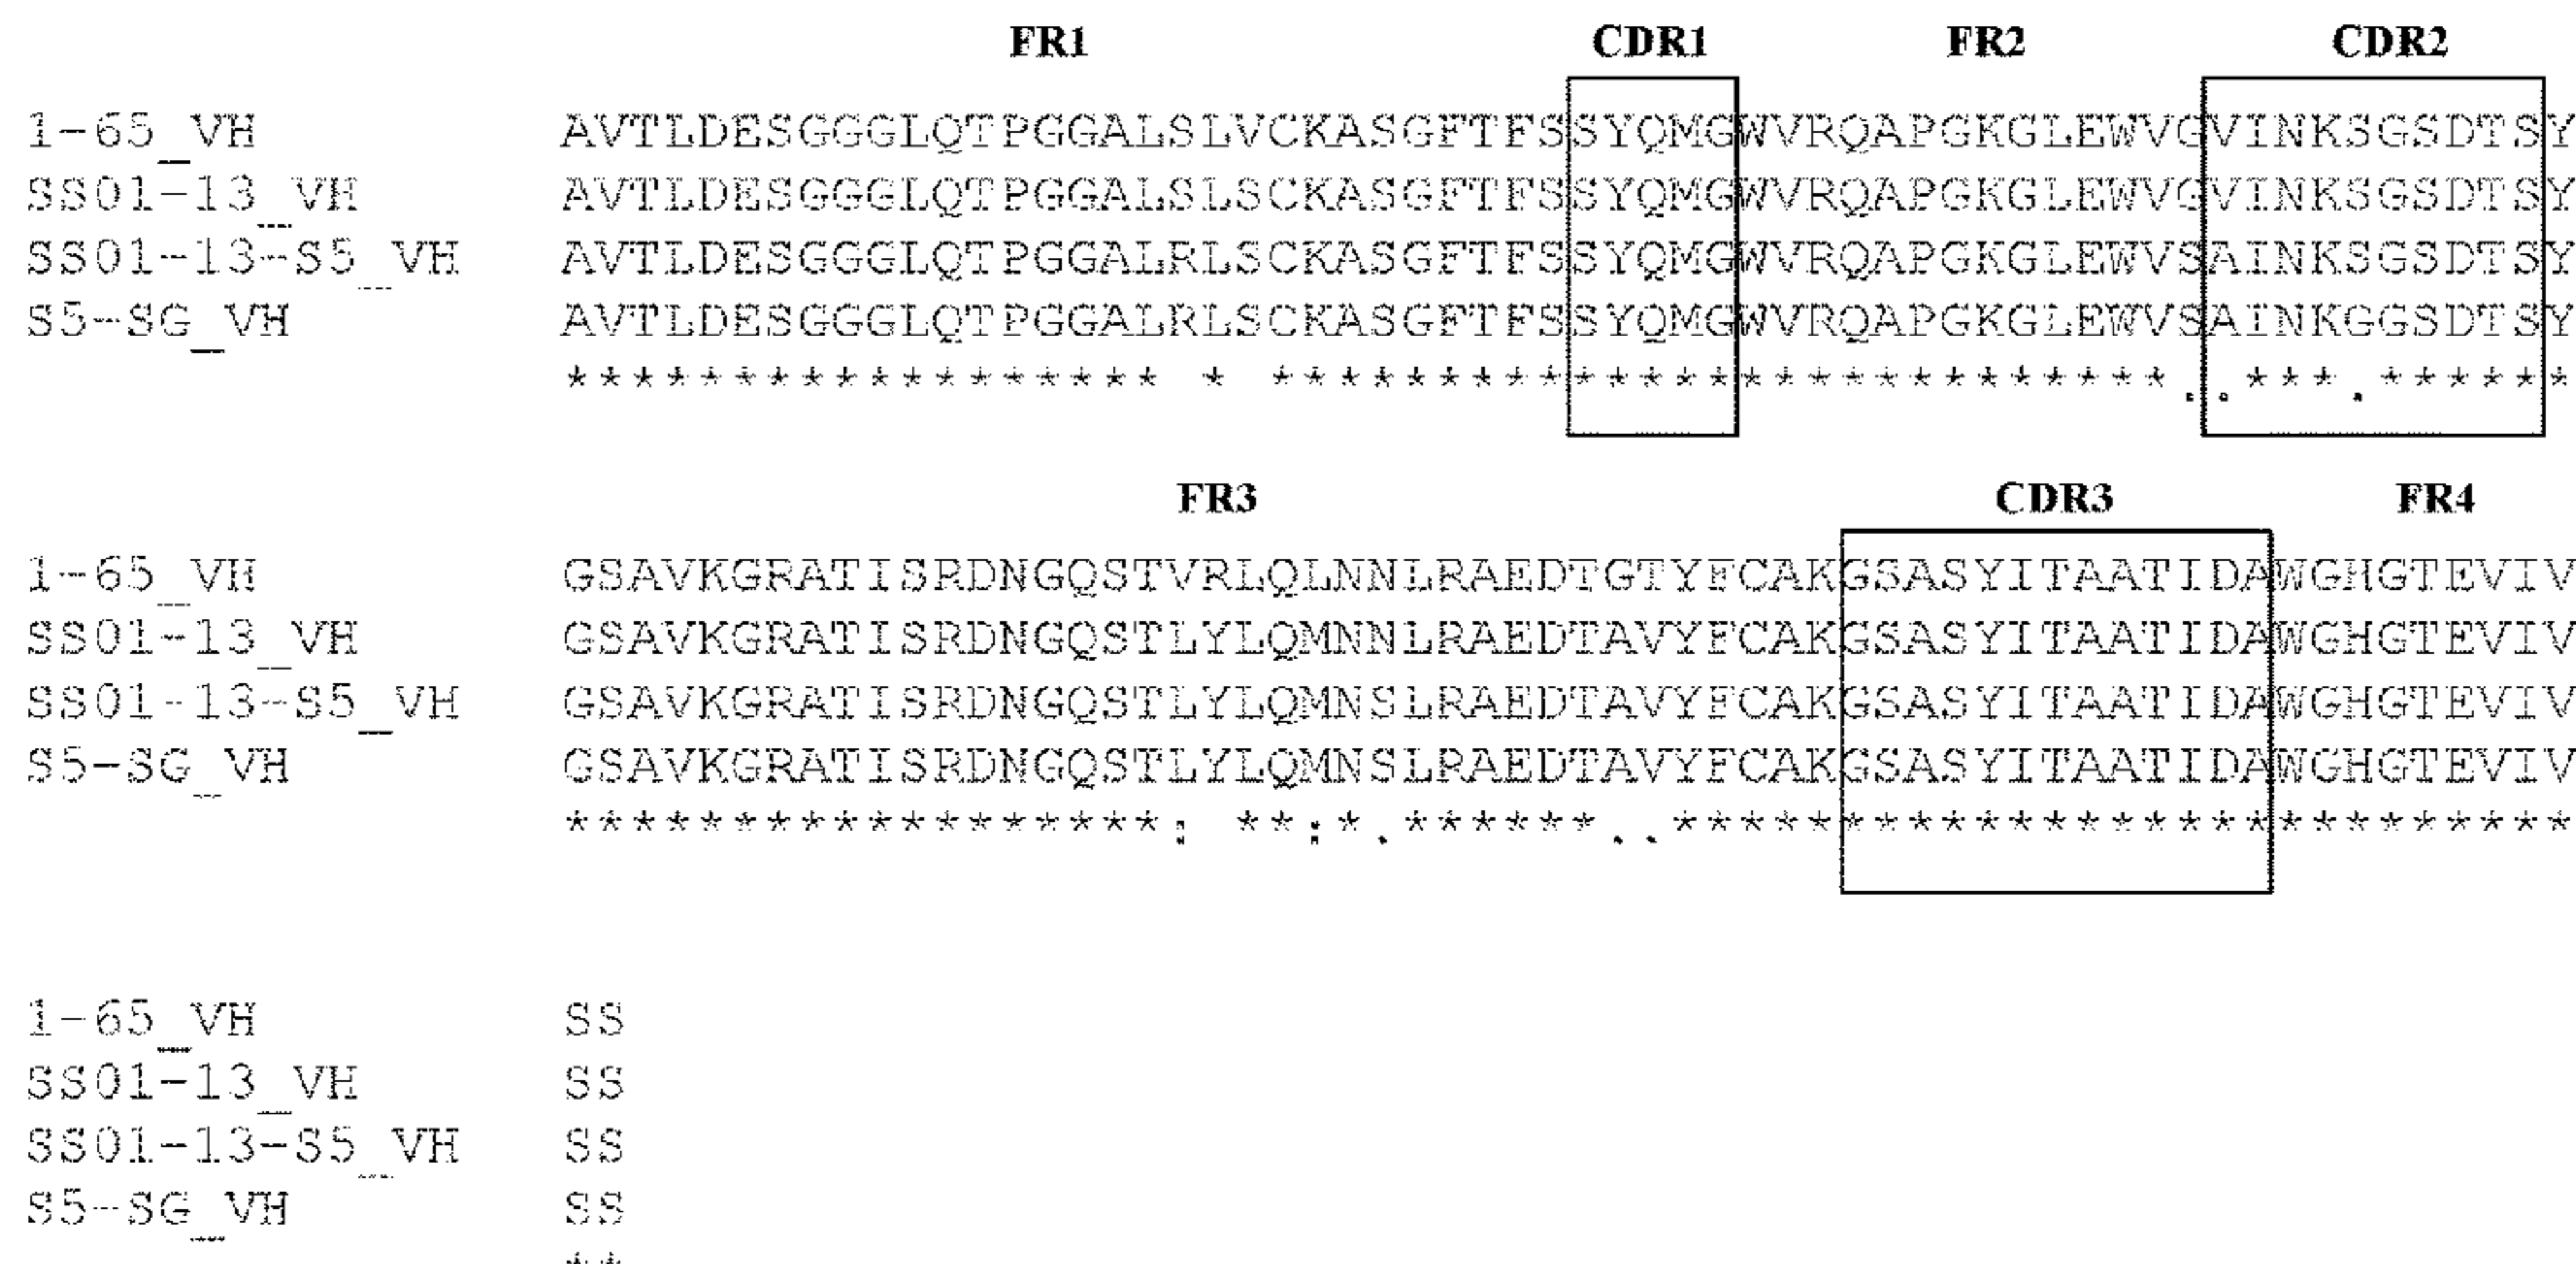 FR1 CDR1 FR2 CDR2
1-65_VH AVTLDESGGGLQTPGGALSLVCKASGFTFSSYQMGWVRQAPGKGLEWVGVINKSGSDTSY
SS01-13_VH AVTLDESGGGLQTPGGALSLSCKASGFTFSSYQMGWVRQAPGKGLEWVGVINKSGSDTSY
SS01-13-S5_VH AVTLDESGGGLQTPGGALRLSCKASGFTFSSYQMGWVRQAPGKGLEWVSAINKSGSDTSY
S5-SG_VH AVTLDESGGGLQTPGGALRLSCKASGFTFSSYQMGWVRQAPGKGLEWVSAINKGGSDTSY
****************** * **************************..***.******
FR3 CDR3 FR4
1-65_VH GSAVKGRATISRDNGQSTVRLQLNNLRAEDTGTYFCAKGSASYITAATIDAWGHGTEVIV
SS01-13_VH GSAVKGRATISRDNGQSTLYLQMNNLRAEDTAVYFCAKGSASYITAATIDAWGHGTEVIV
SS01-13-S5_VH GSAVKGRATISRDNGQSTLYLQMNSLRAEDTAVYFCAKGSASYITAATIDAWGHGTEVIV
S5-SG_VH GSAVKGRATISRDNGQSTLYLQMNSLRAEDTAVYFCAKGSASYITAATIDAWGHGTEVIV
******************: **:*.******..***************************
1-65_VH SS
SS01-13_VH SS
SS01-13-S5_VH SS
S5-SG_VH SS
**